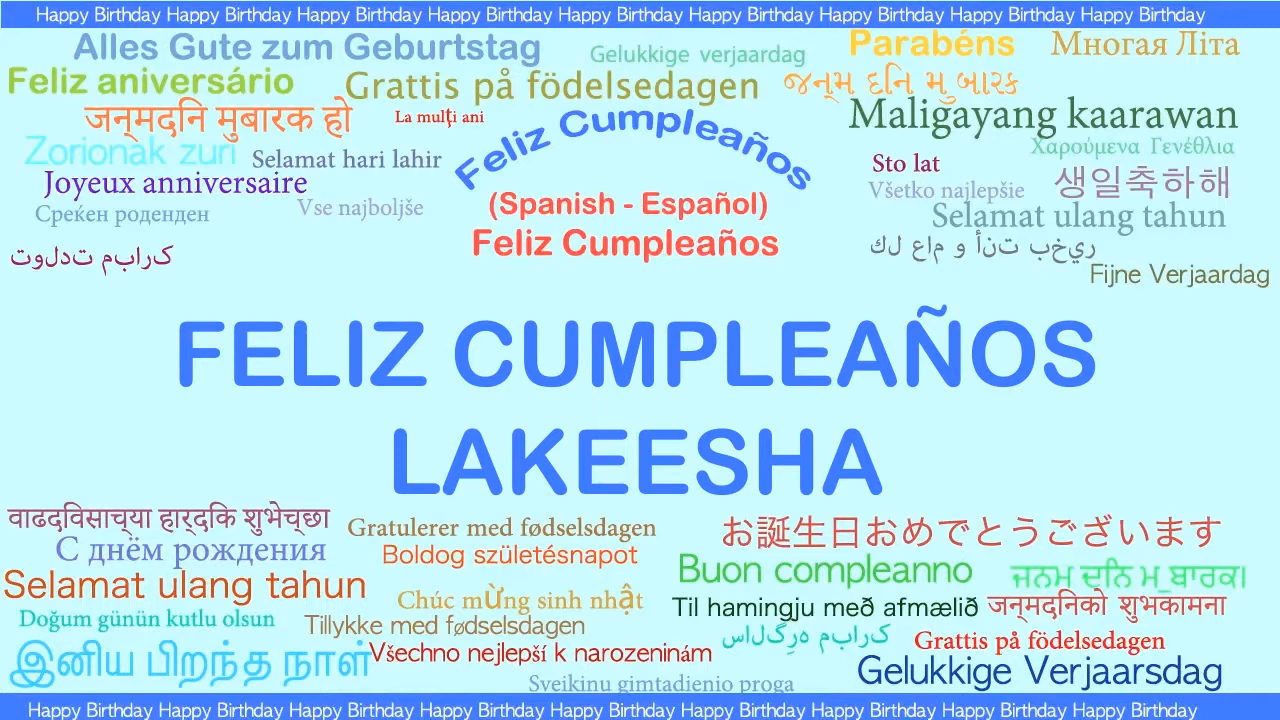 Happy Birthday Happy Birthday Happy Birthday Happy Birthday Happy Birthday Happy Birthday Happy Birthday Happy Birthday Happy Birthday
Alles Gute zum Geburtstag
Gelukkige verjaardag
Parabéns
Многая Літа
Feliz aniversário
Grattis på födelsedagen
જન્મ દિન મુબારક
जन्मदिन मुबारक हो
La mulţi ani
Feliz Cumpleaños
Maligayang kaarawan
Zorionak zuri
Selamat hari lahir
Sto lat
Χαρούμενα Γενέθλια
Joyeux anniversaire
(Spanish - Español)
Všetko najlepšie
생일축하해
Среќен роденден
Vse najboljše
Feliz Cumpleaños
Selamat ulang tahun
تولدت مبارک
كل عام و أنت بخير
Fijne Verjaardag
FELIZ CUMPLEAÑOS
LAKEESHA
वाढदिवसाच्या हार्दिक शुभेच्छा
Gratulerer med fødselsdagen
お誕生日おめでとうございます
С днём рождения
Boldog születésnapot
Buon compleanno
ਜਨਮ ਦਿਨ ਮੁਬਾਰਕ।
Selamat ulang tahun
Chúc mừng sinh nhật
Til hamingju með afmælið
जन्मदिनको शुभकामना
Doğum günün kutlu olsun
Tillykke med fødselsdagen
سالگرہ مبارک
Grattis på födelsedagen
இனிய பிறந்த நாள்
Všechno nejlepší k narozeninám
Gelukkige Verjaarsdag
Sveikinu gimtadienio proga
Happy Birthday Happy Birthday Happy Birthday Happy Birthday Happy Birthday Happy Birthday Happy Birthday Happy Birthday Happy Birthday